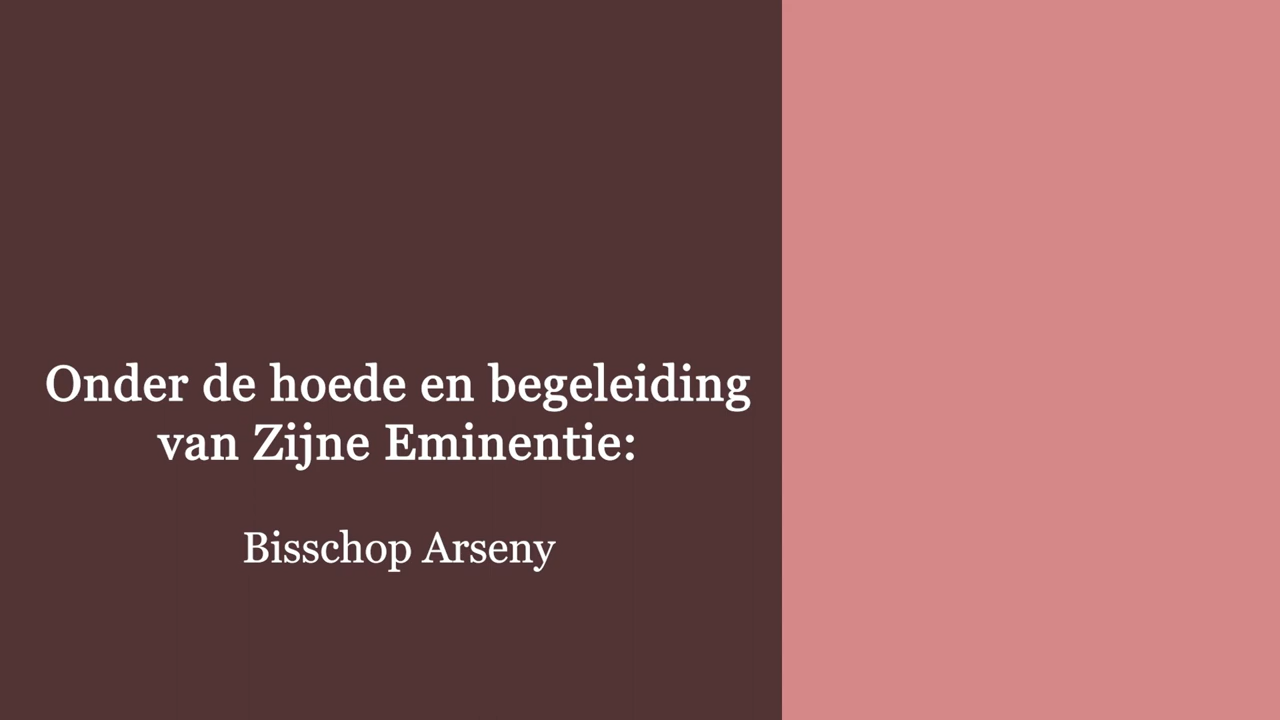 Onder de hoede en begeleiding
van Zijne Eminentie:
Bisschop Arseny